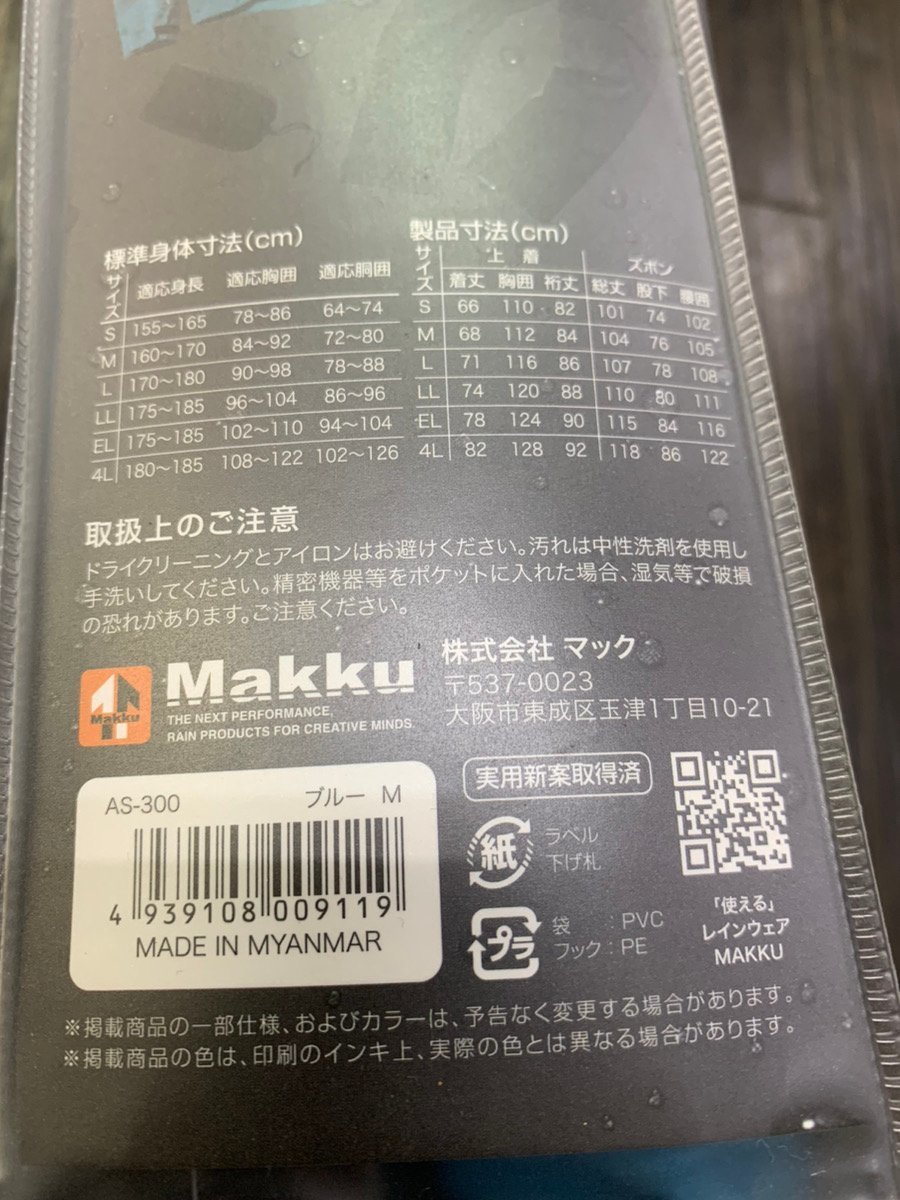 標準身体寸法(cm)
サイズ 適応身長 適応胸囲 適応胴囲
S 155〜165 78〜86 64〜74
M 160〜170 84〜92 72〜80
L 170〜180 90〜98 78〜88
LL 175〜185 96〜104 86〜96
EL 175〜185 102〜110 94〜104
4L 180〜185 108〜122 102〜126
製品寸法(cm)
サイズ 上着 ズボン
着丈 胸囲 裄丈 総丈 股下 腰囲
S 66 110 82 101 74 102
M 68 112 84 104 76 105
L 71 116 86 107 78 108
LL 74 120 88 110 80 111
EL 78 124 90 115 84 116
4L 82 128 92 118 86 122
取扱上のご注意
ドライクリーニングとアイロンはお避けください。汚れは中性洗剤を使用し
手洗いしてください。精密機器等をポケットに入れた場合、湿気等で破損
の恐れがあります。ご注意ください。
Makku
Makku
THE NEXT PERFORMANCE,
RAIN PRODUCTS FOR CREATIVE MINDS.
株式会社 マック
〒537-0023
大阪市東成区玉津1丁目10-21
AS-300 ブルー M
4 939108 009119
MADE IN MYANMAR
実用新案取得済
紙 ラベル
下げ札
プラ 袋 : PVC
フック : PE
「使える」
レインウェア
MAKKU
※掲載商品の一部仕様、およびカラーは、予告なく変更する場合があります。
※掲載商品の色は、印刷のインキ上、実際の色とは異なる場合があります。